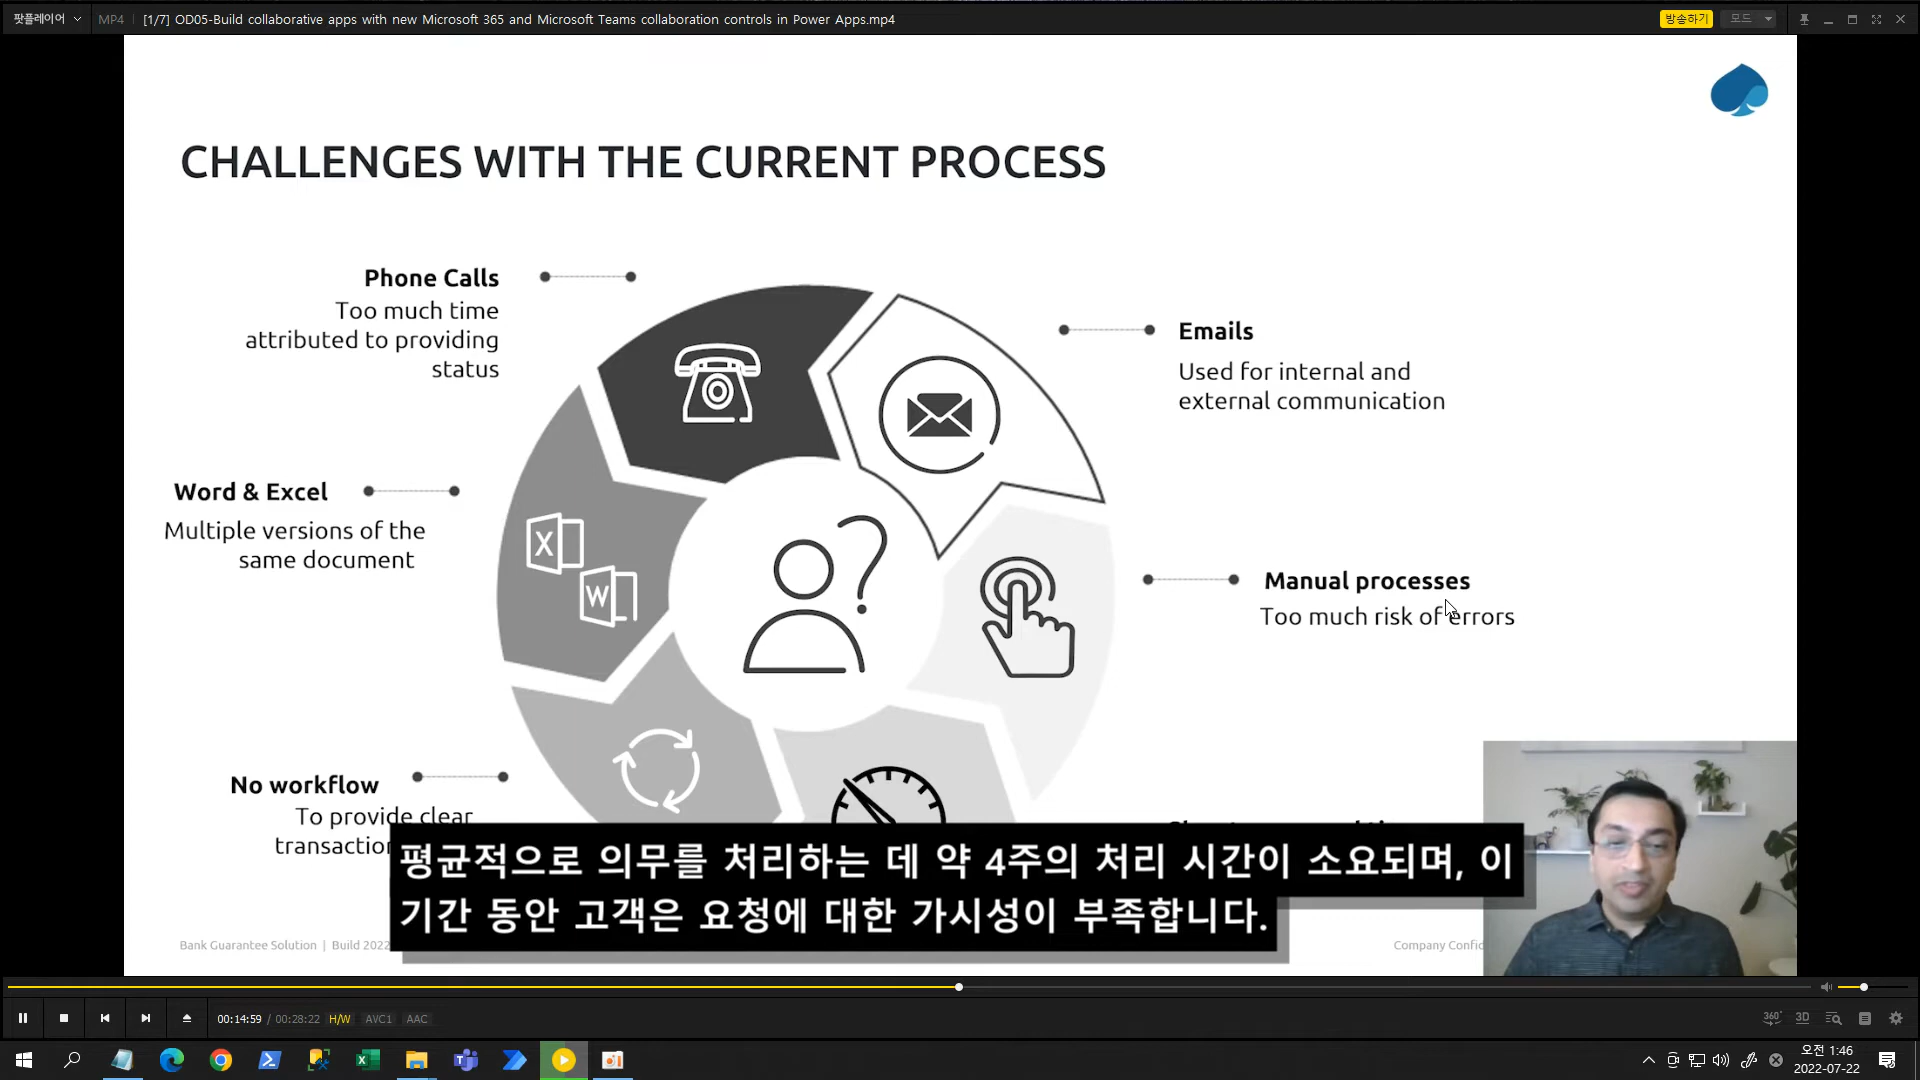 팟플레이어
MP4
[1/7] OD05-Build collaborative apps with new Microsoft 365 and Microsoft Teams collaboration controls in Power Apps.mp4
방송하기
모드
CHALLENGES WITH THE CURRENT PROCESS
Phone Calls
Too much time
attributed to providing
status
Emails
Used for internal and
external communication
Word & Excel
Multiple versions of the
same document
X
W
Manual processes
Too much risk of errors
No workflow
To provide clear
평균적으로 의무를 처리하는 데 약 4주의 처리 시간이 소요되며, 이
기간 동안 고객은 요청에 대한 가시성이 부족합니다.
Bank Guarantee Solution | Build 2022
Company
00:14:59 / 00:28:22 H/W AVC1 AAC
360°
3D
오전 1:46
2022-07-22